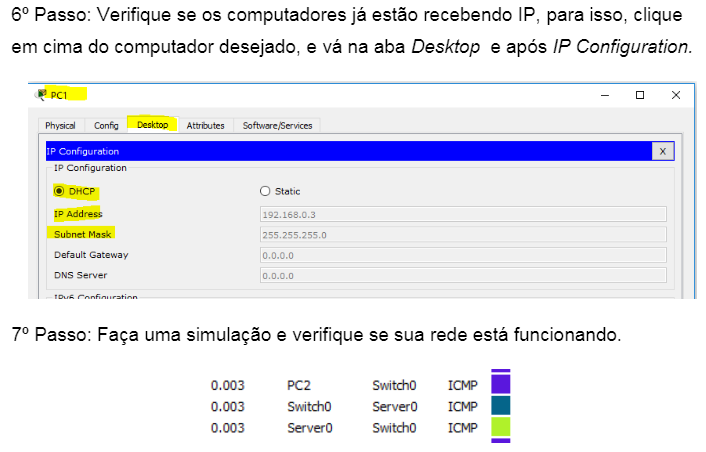 6º Passo: Verifique se os computadores já estão recebendo IP, para isso, clique
em cima do computador desejado, e vá na aba Desktop e após IP Configuration.
PC1
Physical Config Desktop Attributes Software/Services
IP Configuration X
IP Configuration
DHCP Static
IP Address 192.168.0.3
Subnet Mask 255.255.255.0
Default Gateway 0.0.0.0
DNS Server 0.0.0.0
IPv6 Configuration
7º Passo: Faça uma simulação e verifique se sua rede está funcionando.
0.003 PC2 Switch0 ICMP
0.003 Switch0 Server0 ICMP
0.003 Server0 Switch0 ICMP